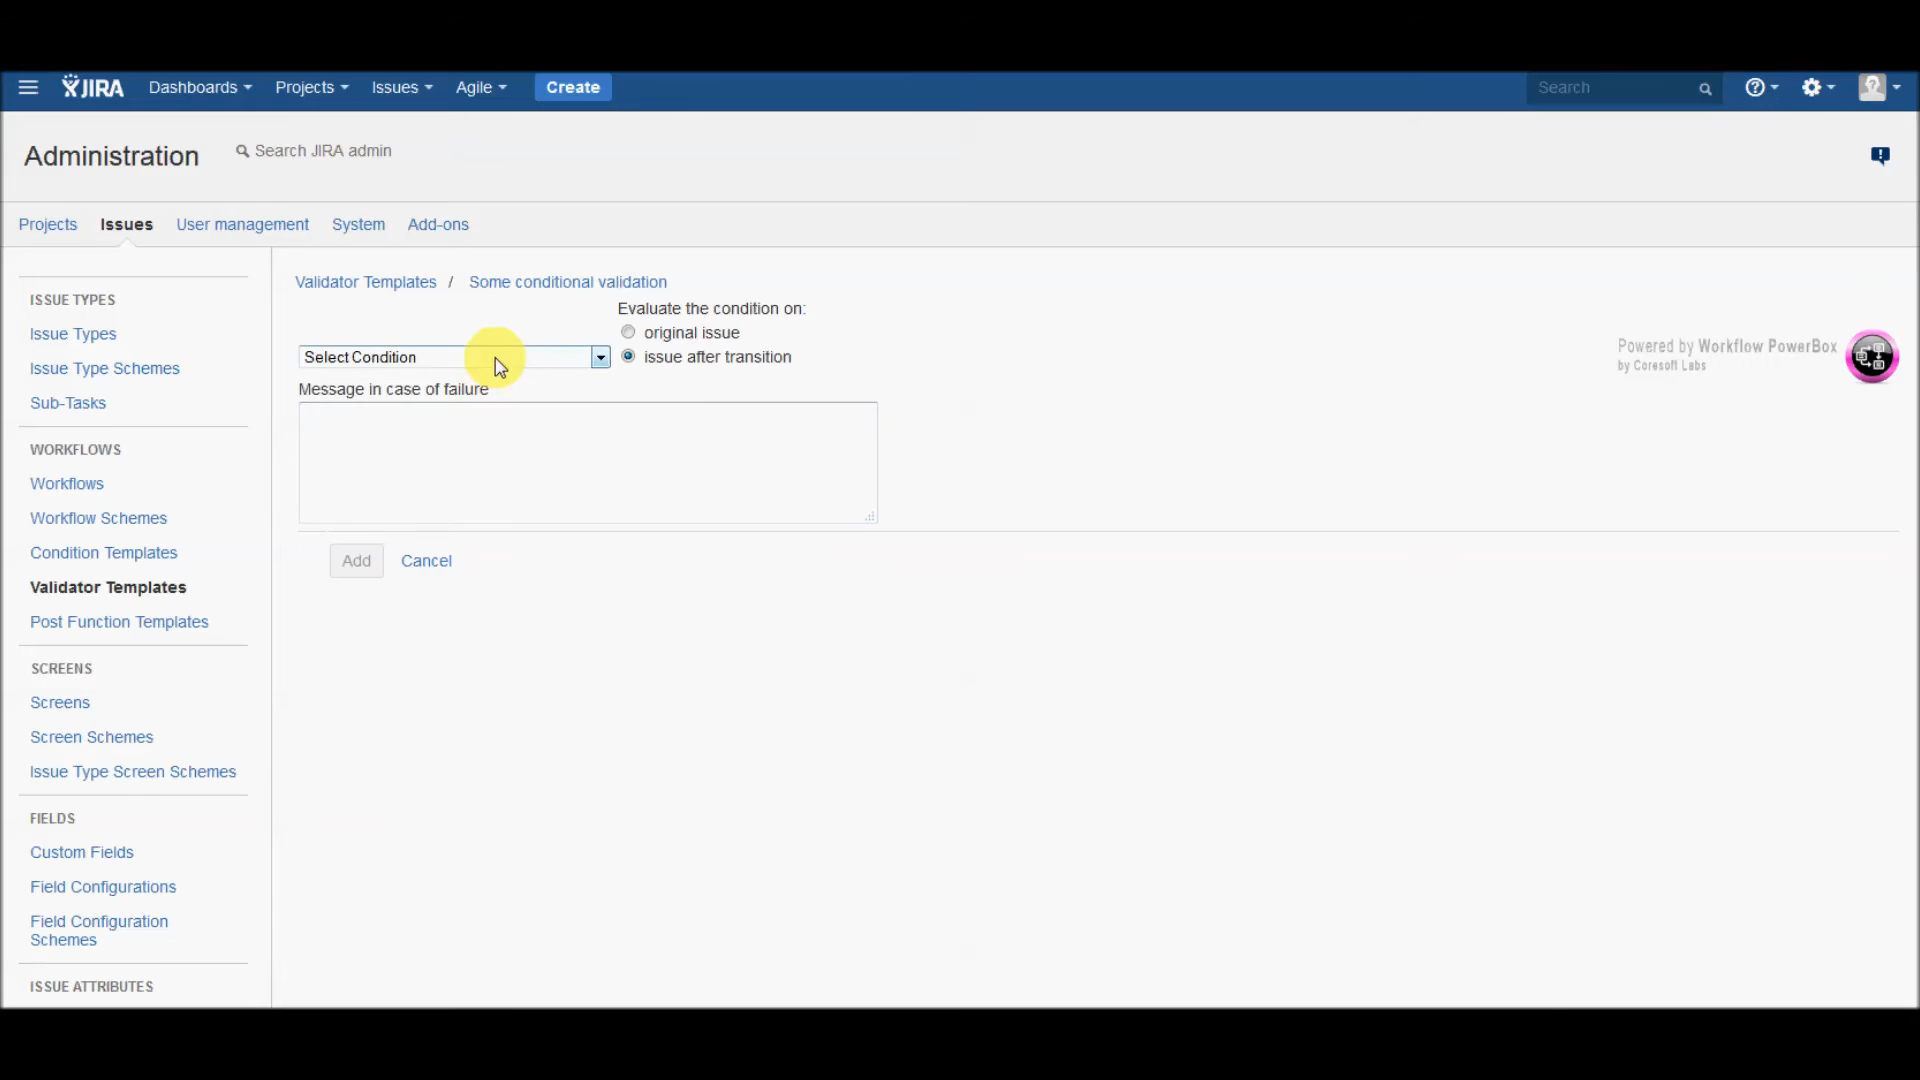 JIRA Dashboards Projects Issues Agile Create Search
Administration Search JIRA admin
Projects Issues User management System Add-ons
ISSUE TYPES
Issue Types
Issue Type Schemes
Sub-Tasks
WORKFLOWS
Workflows
Workflow Schemes
Condition Templates
Validator Templates
Post Function Templates
SCREENS
Screens
Screen Schemes
Issue Type Screen Schemes
FIELDS
Custom Fields
Field Configurations
Field Configuration
Schemes
ISSUE ATTRIBUTES
Validator Templates / Some conditional validation
Evaluate the condition on:
original issue
Select Condition issue after transition
Message in case of failure
Add Cancel
Powered by Workflow PowerBox
by Coresoft Labs